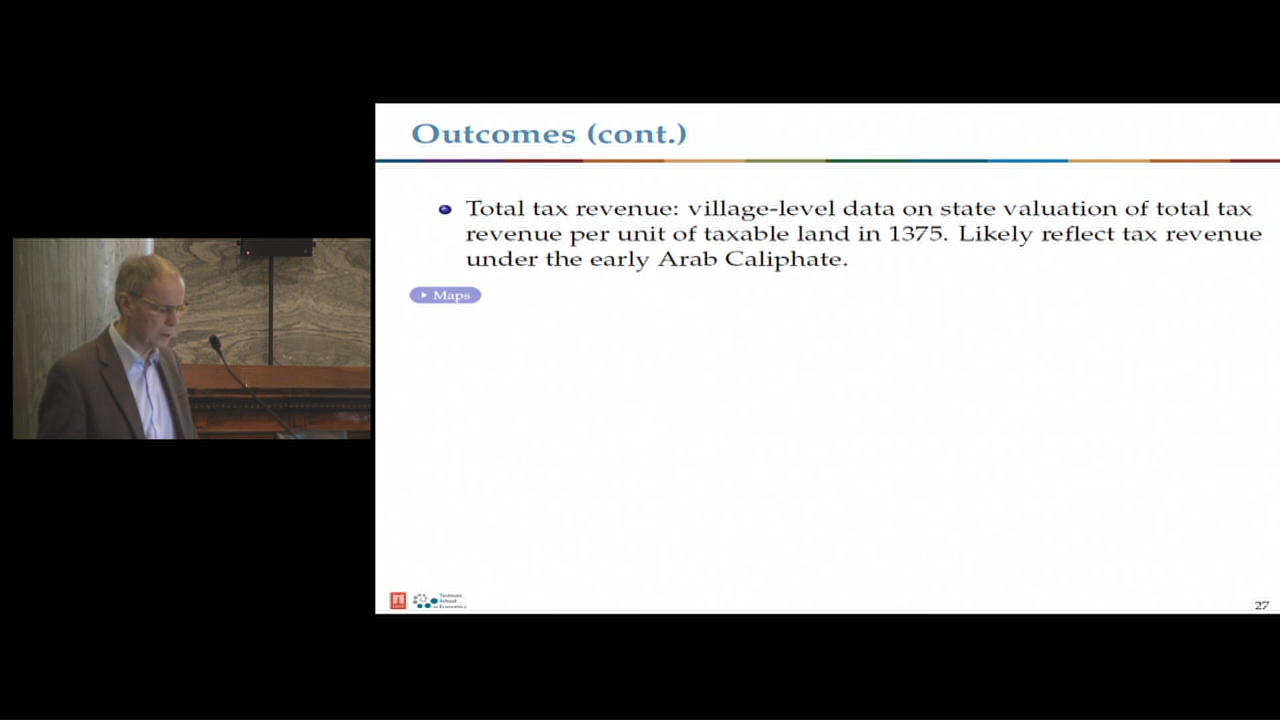 Outcomes (cont.)
Total tax revenue: village-level data on state valuation of total tax
revenue per unit of taxable land in 1375. Likely reflect tax revenue
under the early Arab Caliphate.
Maps
Toulouse
School
of Economics
27